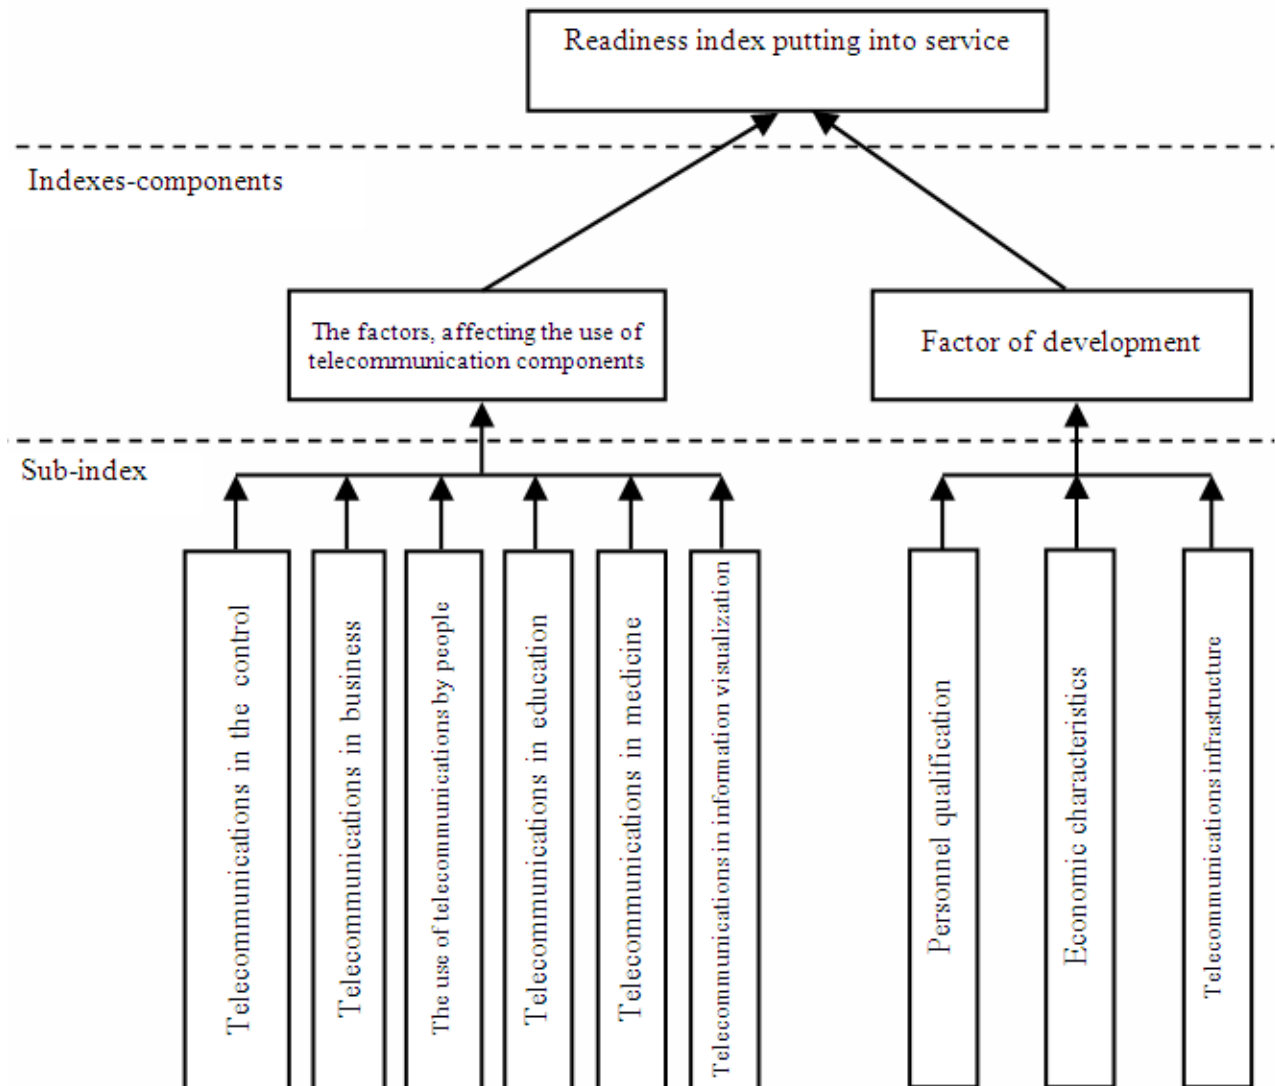 Readiness index putting into service
Indexes-components
The factors, affecting the use of
telecommunication components
Factor of development
Sub-index
Telecommunications in the control
Telecommunications in business
The use of telecommunications by people
Telecommunications in education
Telecommunications in medicine
Telecommunications in information visualization
Personnel qualification
Economic characteristics
Telecommunications infrastructure